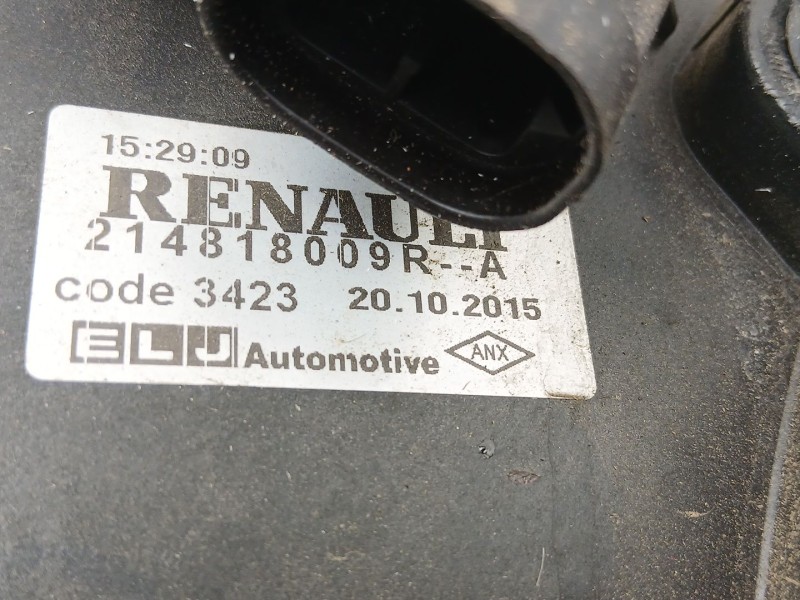 15:29:09
RENAULT
214818009R--A
code 3423 20.10.2015
ELJ Automotive ANX